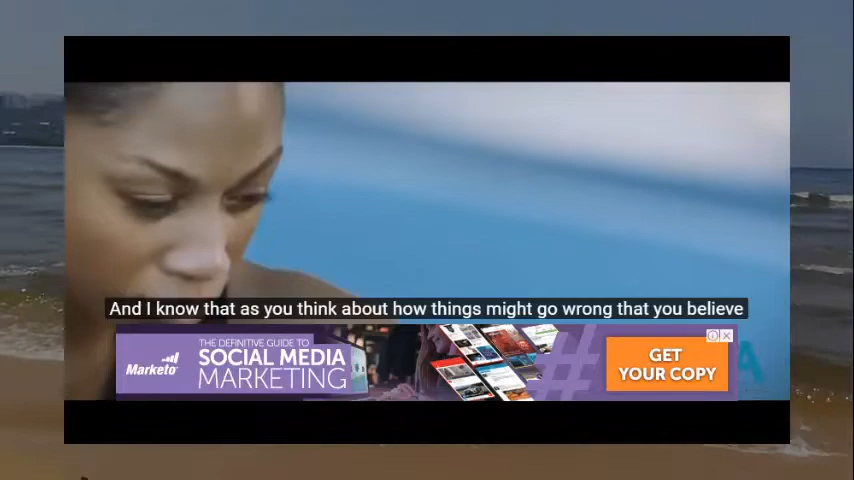 And I know that as you think about how things might go wrong that you believe
Marketo
THE DEFINITIVE GUIDE TO
SOCIAL MEDIA
MARKETING
#
GET
YOUR COPY
A